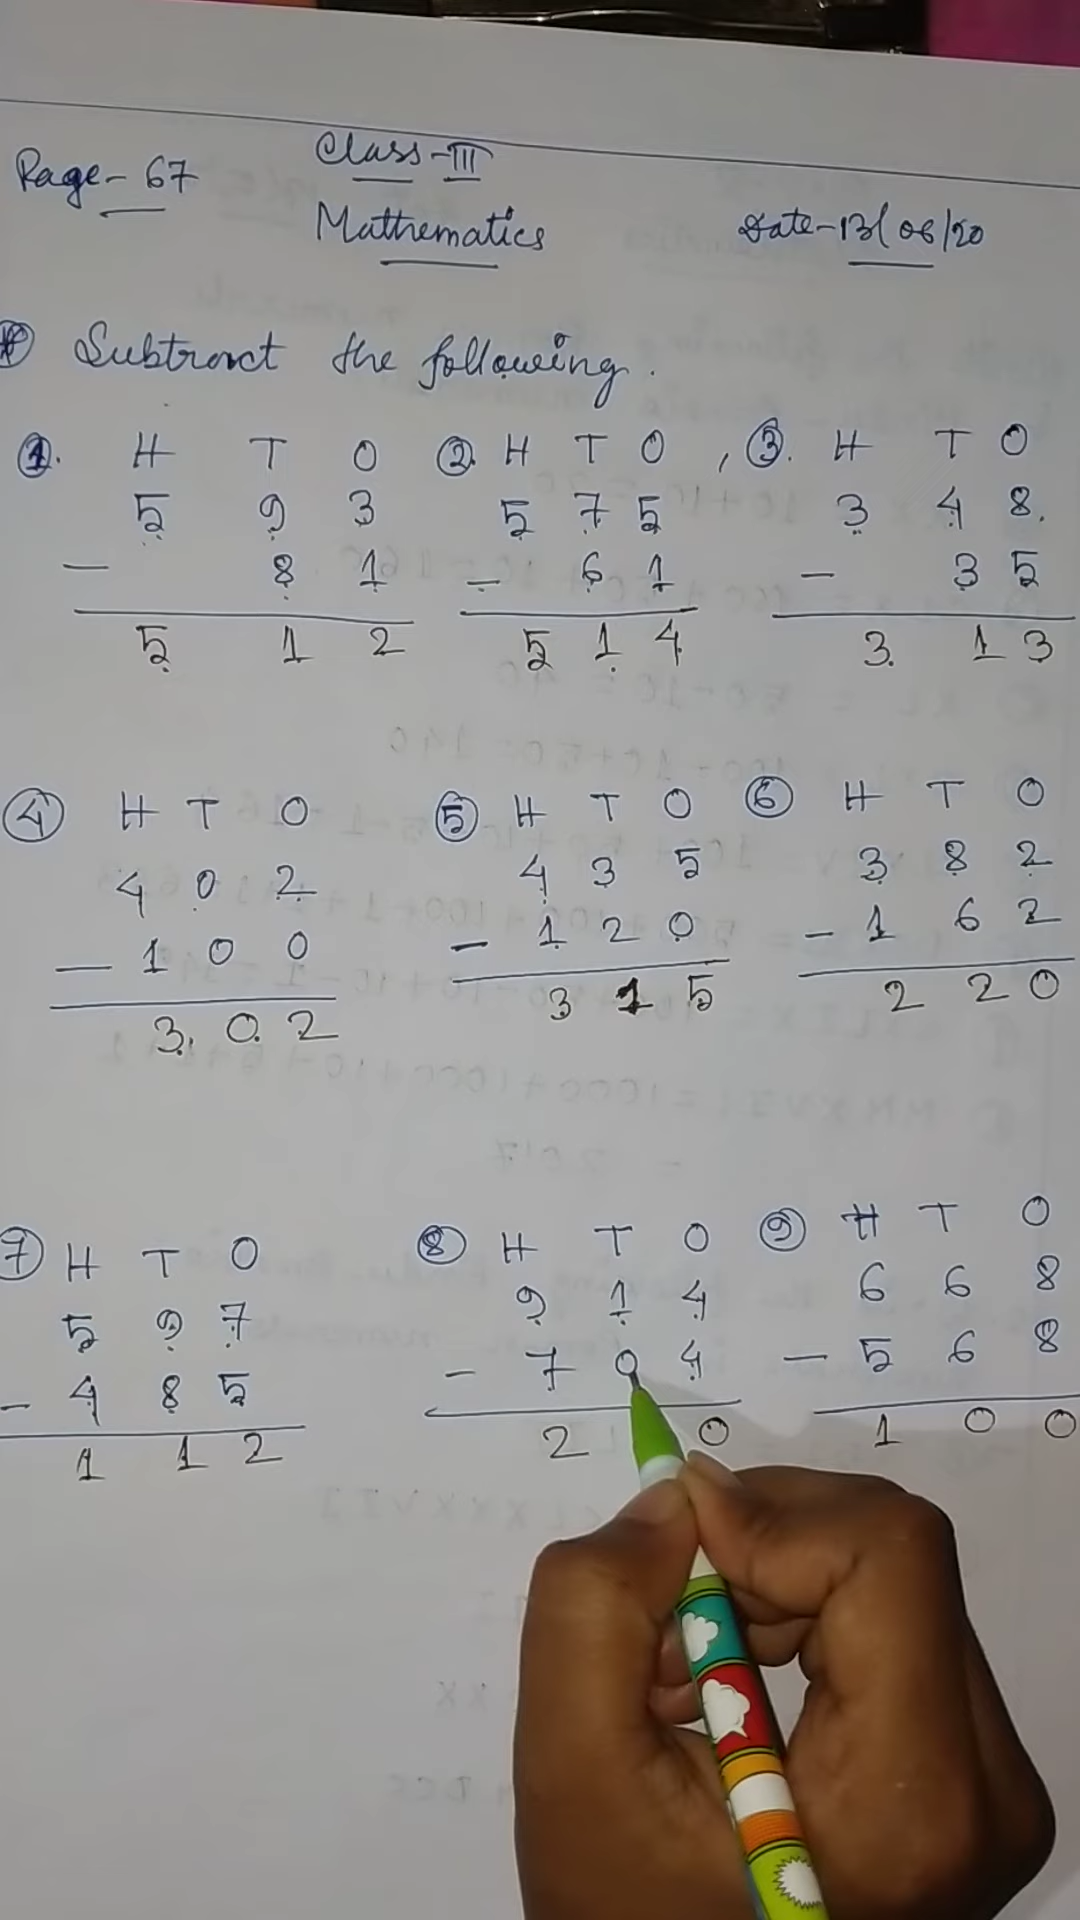 Page-67 Class-III
Mathematics Date-13/06/20
Subtract the following.
1. H T O 2. H T O , 3. H T O
5 9 3 5 7 5 3 4 8.
- 8 1 - 6 1 - 3 5
5 1 2 5 1 4 3. 1 3
4 H T O 5 H T O 6 H T O
4 0 2 4 3 5 3 8 2
- 1 0 0 - 1 2 0 - 1 6 2
3. 0. 2 3 1 5 2 2 0
7 H T O 8 H T O 9 H T O
5 9 7 9 1 4 6 6 8
- 4 8 5 - 7 0 4 - 5 6 8
1 1 2 2 0 1 0 0